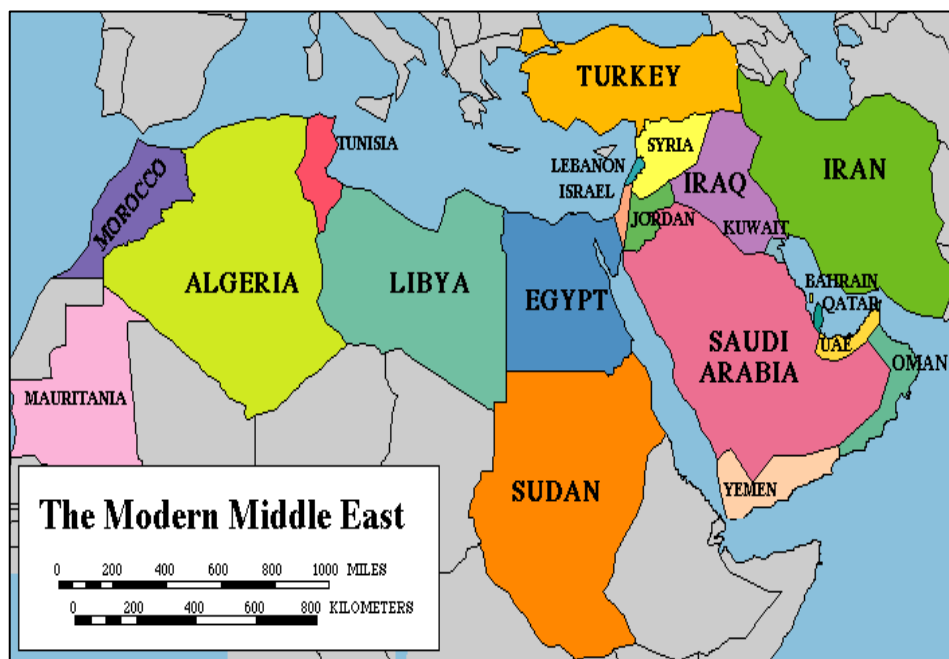 TURKEY
TUNISIA
SYRIA
LEBANON
ISRAEL
IRAQ
IRAN
MOROCCO
JORDAN
KUWAIT
ALGERIA
LIBYA
EGYPT
BAHRAIN
QATAR
SAUDI
ARABIA
UAE
OMAN
MAURITANIA
SUDAN
YEMEN
The Modern Middle East
0 200 400 600 800 1000 MILES
0 200 400 600 800
KILOMETERS